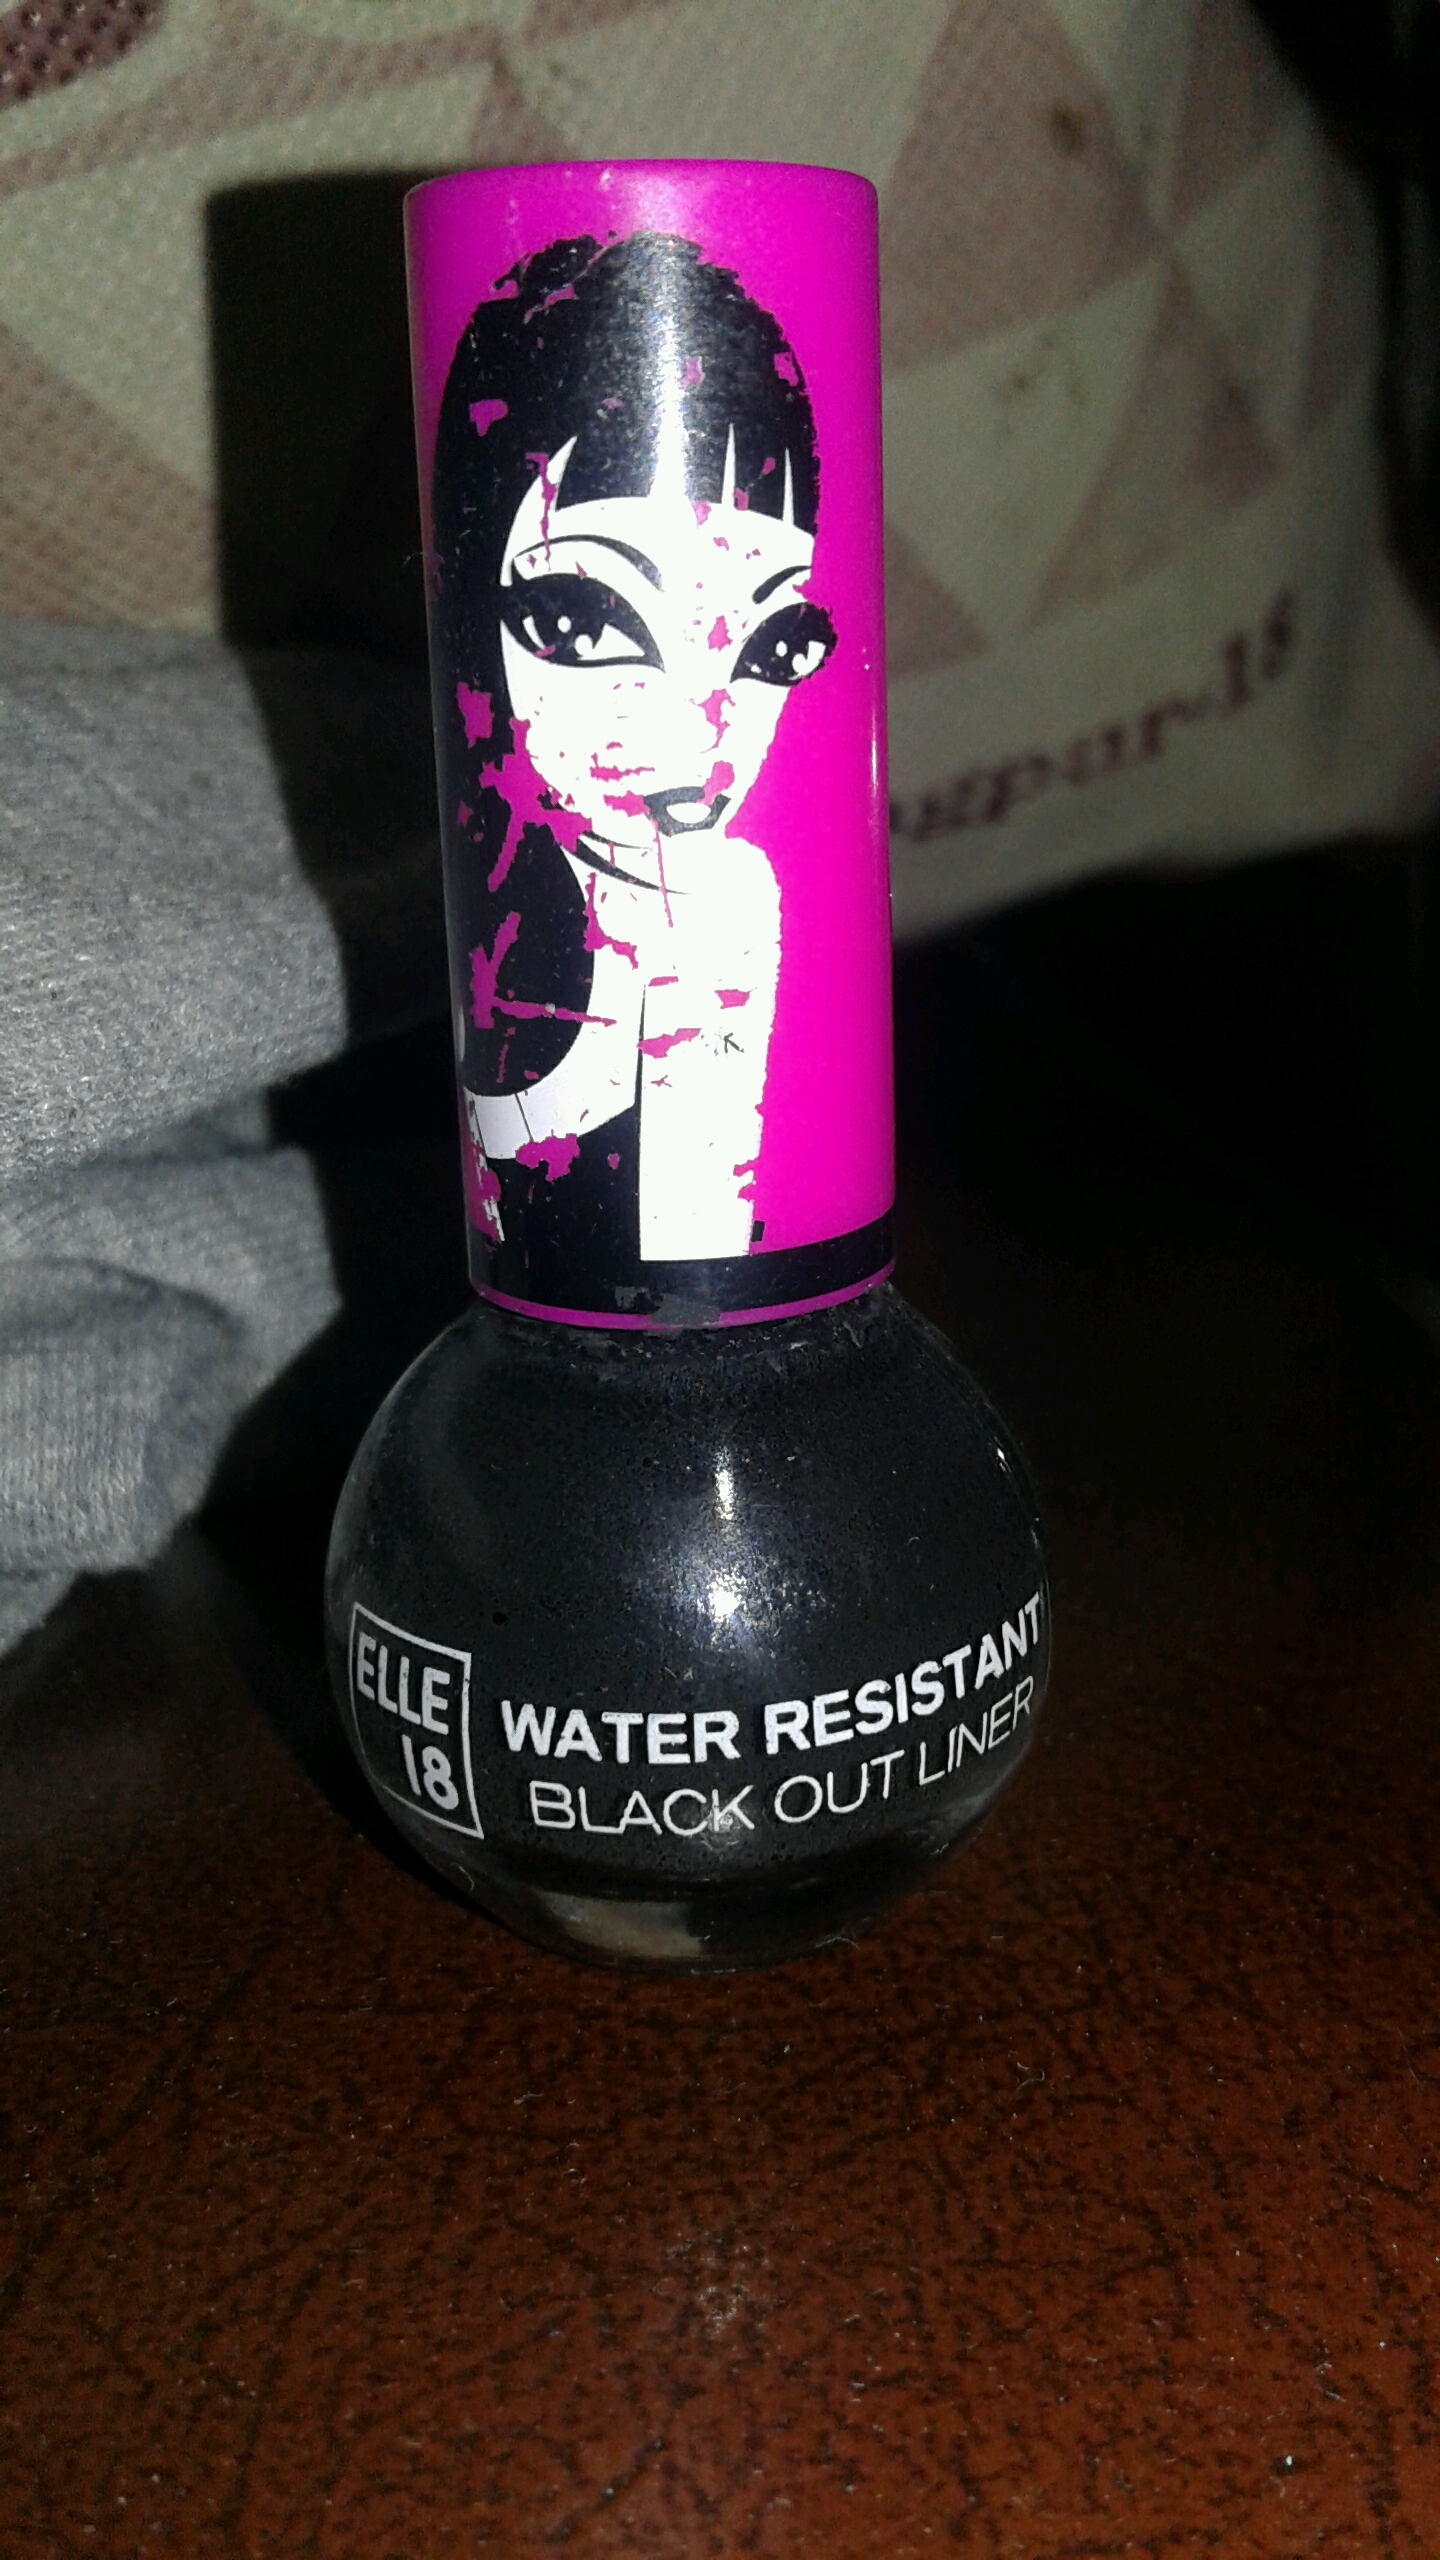 ELLE
18
WATER RESISTANT
BLACK OUT LINER